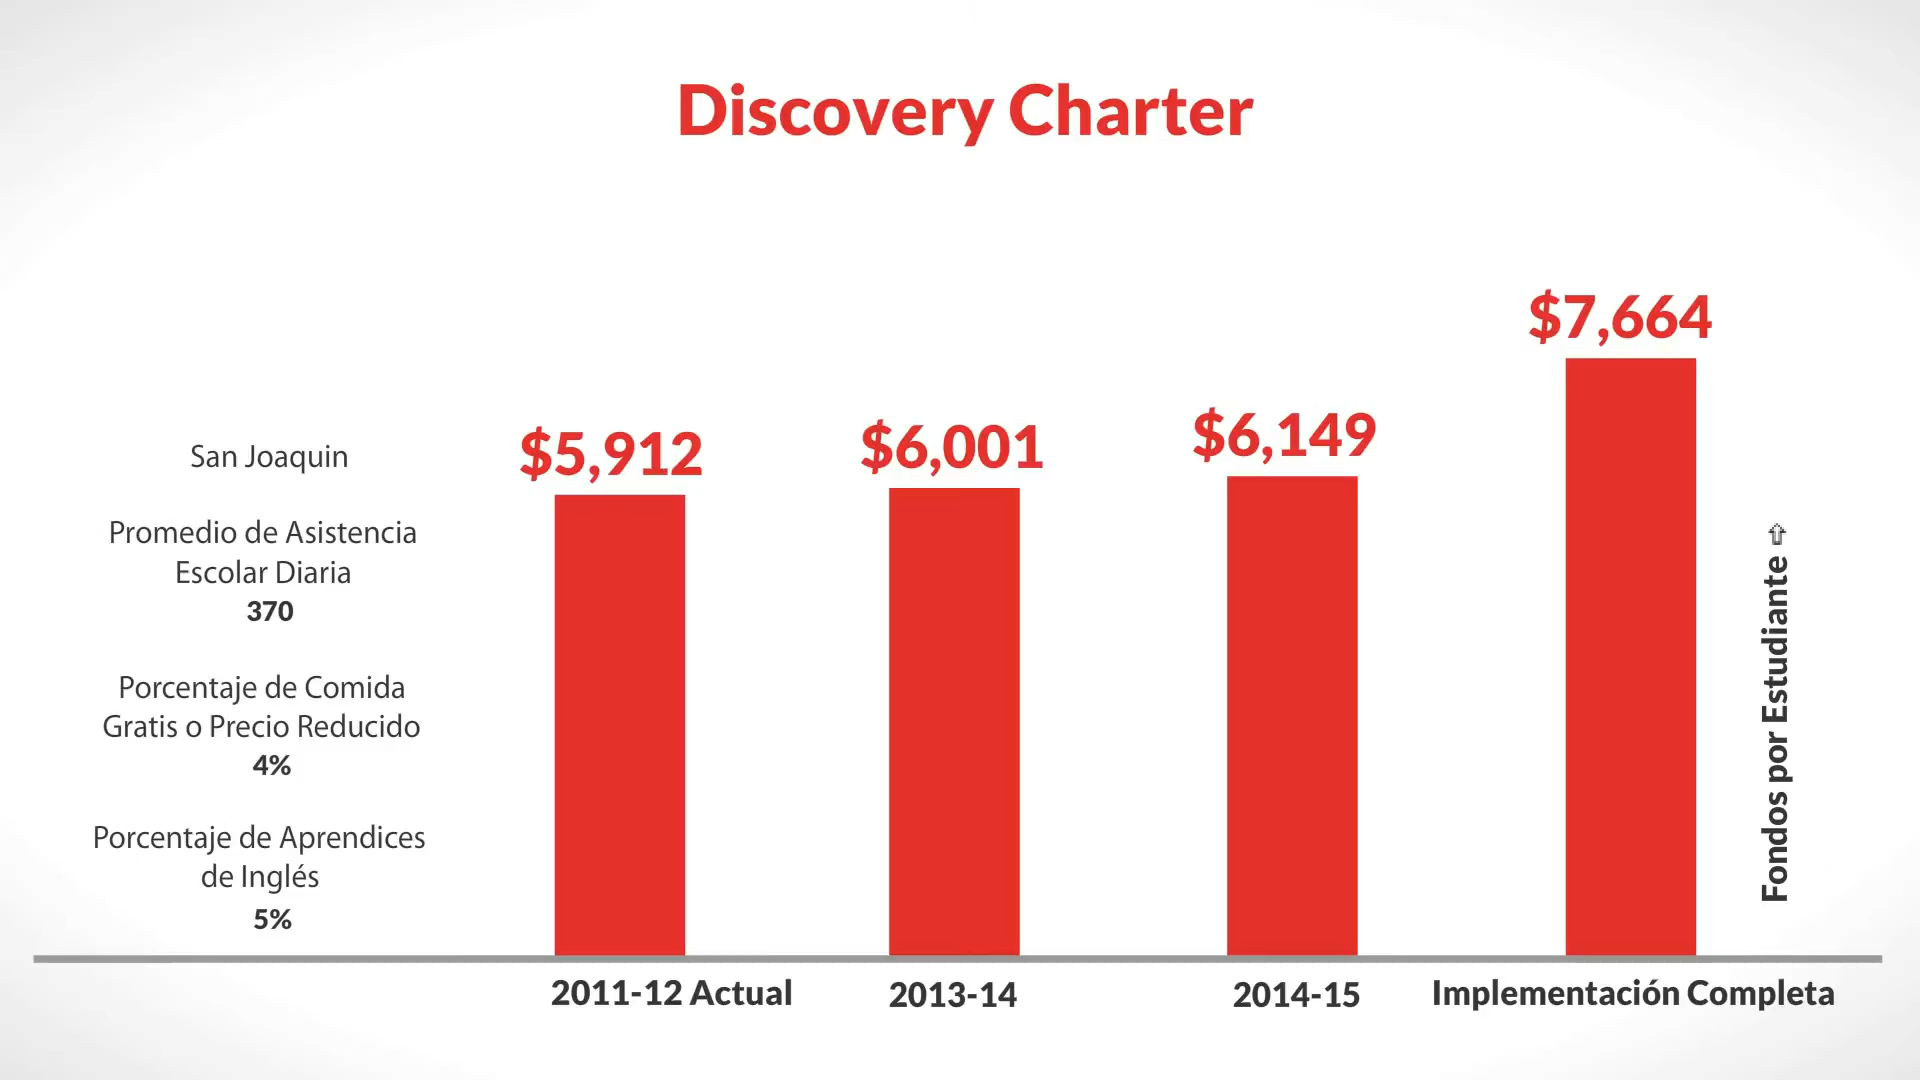 Discovery Charter
San Joaquin
Promedio de Asistencia
Escolar Diaria
370
Porcentaje de Comida
Gratis o Precio Reducido
4%
Porcentaje de Aprendices
de Inglés
5%
$5,912
$6,001
$6,149
$7,664
2011-12 Actual
2013-14
2014-15
Implementación Completa
Fondos por Estudiante ⇧